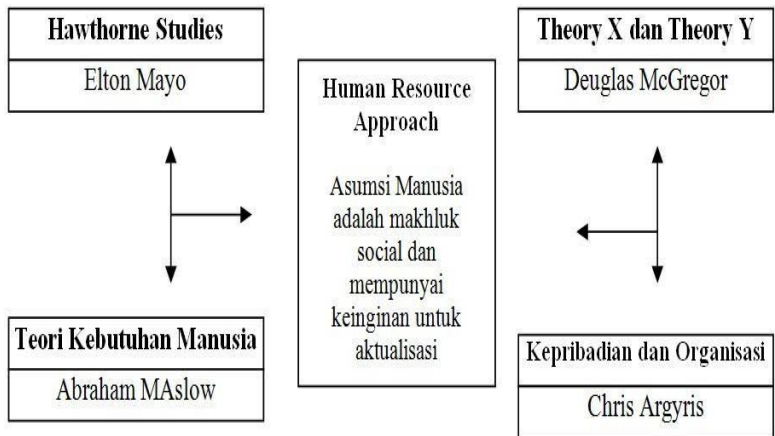 Hawthorne Studies
Elton Mayo
Theory X dan Theory Y
Deuglas McGregor
Human Resource
Approach
Asumsi Manusia
adalah makhluk
social dan
mempunyai
keinginan untuk
aktualisasi
Teori Kebutuhan Manusia
Abraham MAslow
Kepribadian dan Organisasi
Chris Argyris